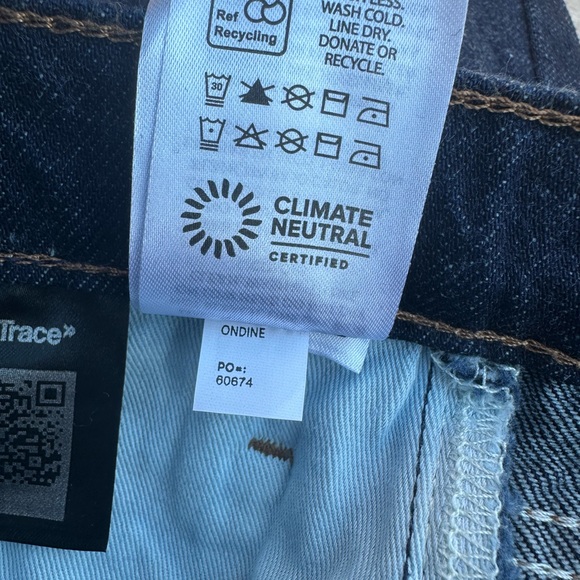 Ref
Recycling
WASH COLD.
LINE DRY.
DONATE OR
RECYCLE.
30
CLIMATE
NEUTRAL
CERTIFIED
ONDINE
PO#:
60674
Trace»